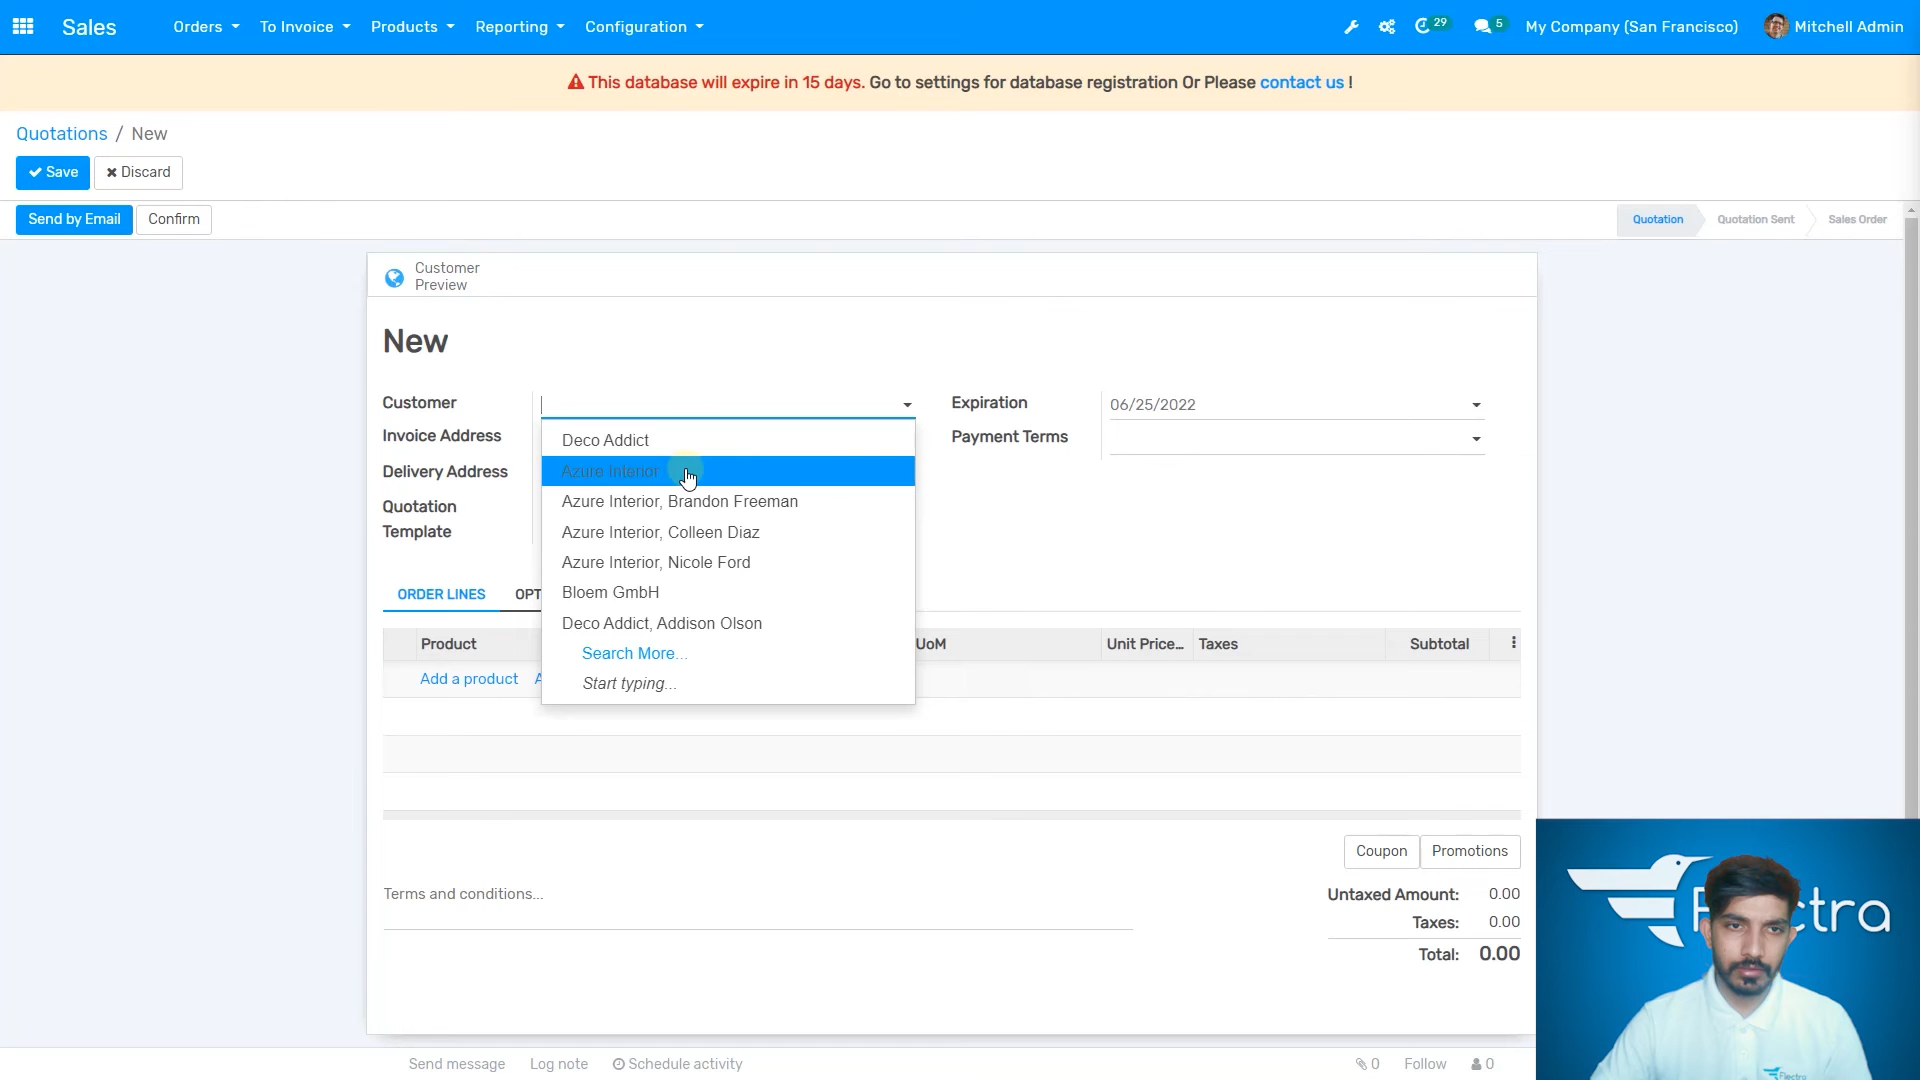 Sales
Orders
To Invoice
Products
Reporting
Configuration
29
5
My Company (San Francisco)
Mitchell Admin
This database will expire in 15 days. Go to settings for database registration Or Please contact us !
Quotations / New
Save
Discard
Send by Email
Confirm
Quotation
Quotation Sent
Sales Order
Customer
Preview
New
Customer
Expiration
06/25/2022
Invoice Address
Payment Terms
Delivery Address
Quotation
Template
Deco Addict
Azure Interior
Azure Interior, Brandon Freeman
Azure Interior, Colleen Diaz
Azure Interior, Nicole Ford
Bloem GmbH
Deco Addict, Addison Olson
Search More...
Start typing...
ORDER LINES
OPT
Product
UoM
Unit Price...
Taxes
Subtotal
Add a product
Coupon
Promotions
Terms and conditions...
Untaxed Amount: 0.00
Taxes: 0.00
Total: 0.00
Send message
Log note
Schedule activity
0
Follow
0
Flectra